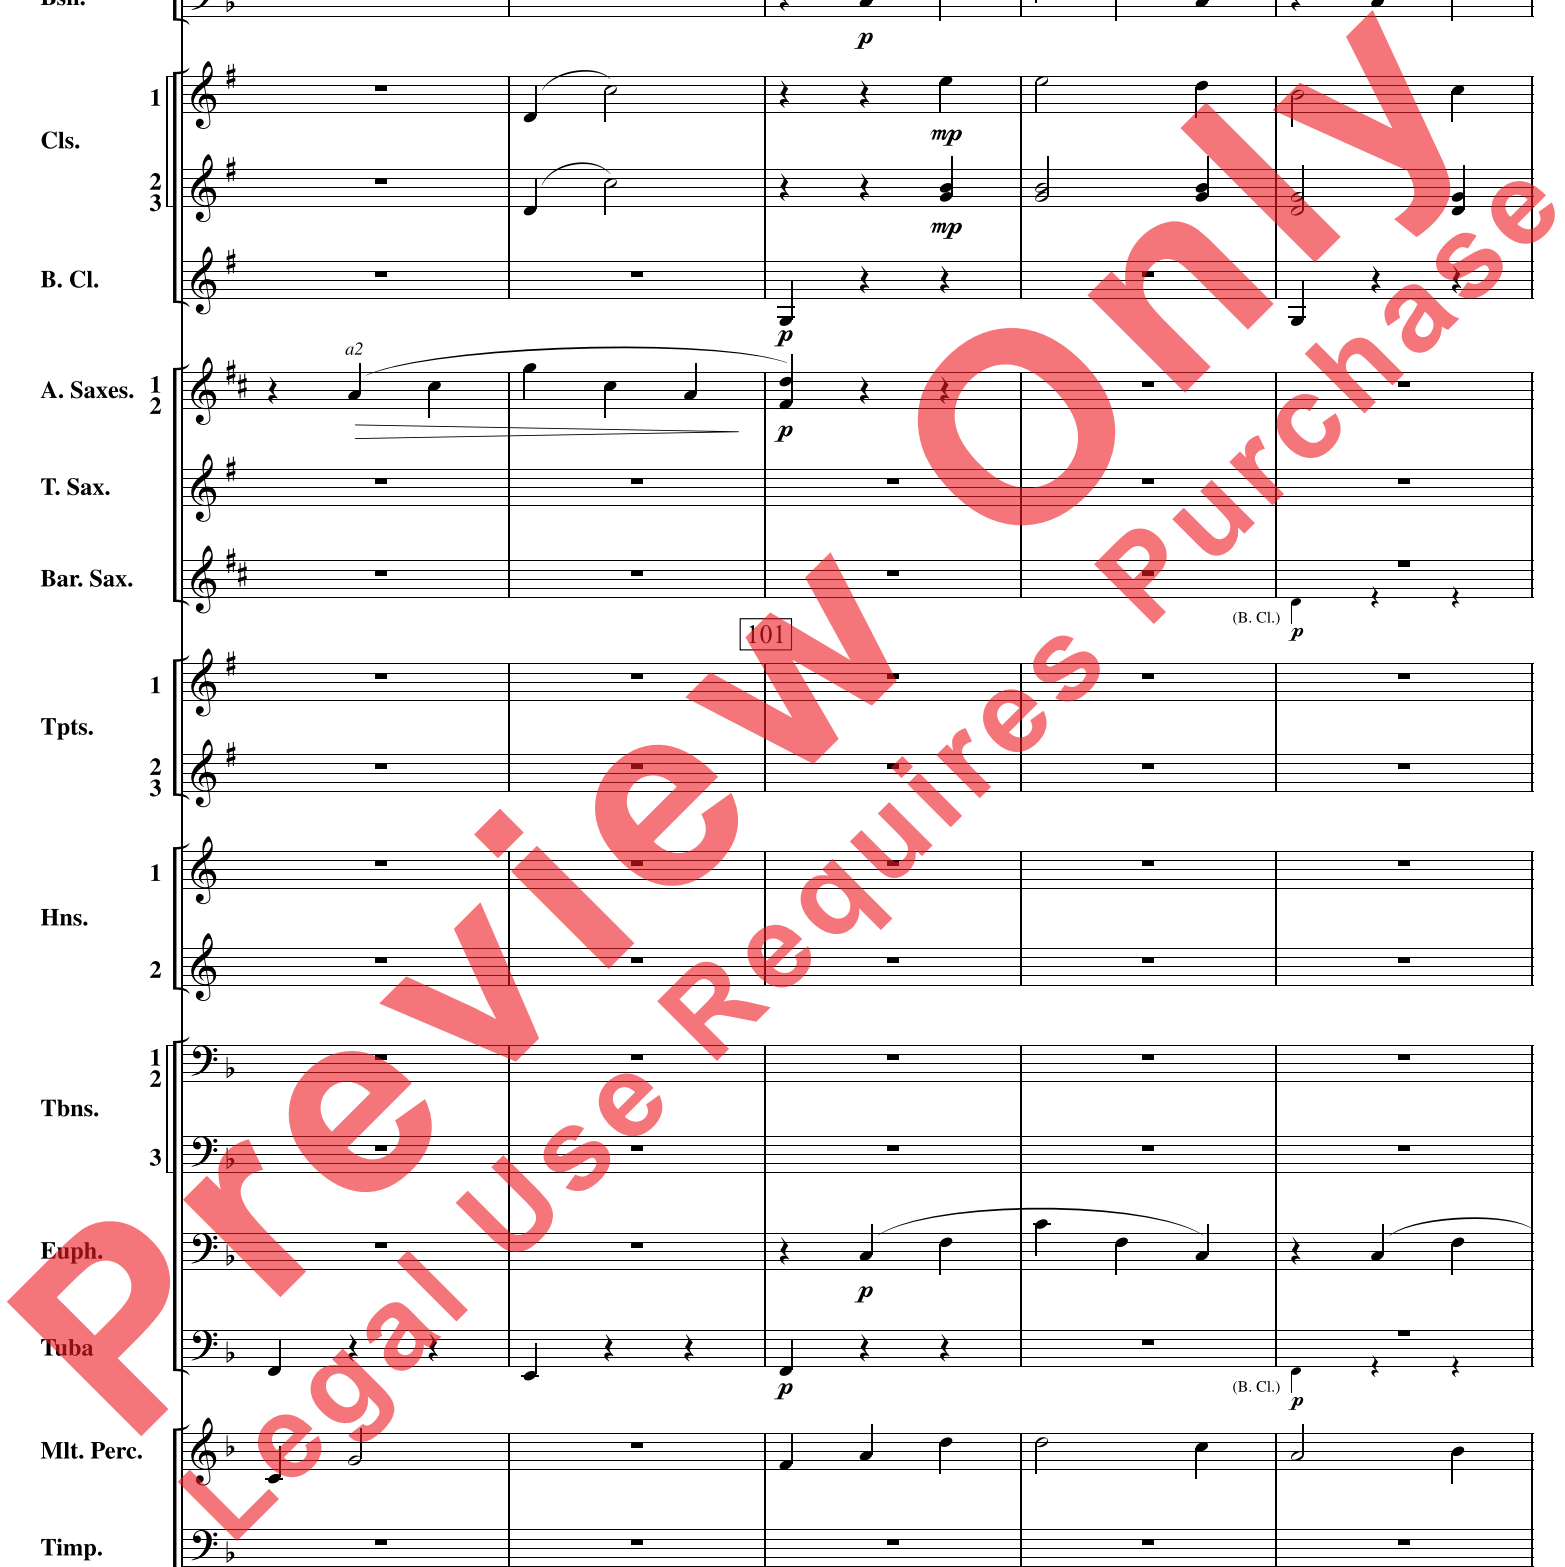 Bsn.
p
1
Cls.
mp
2
3
mp
B. Cl.
p
a2
A. Saxes. 1
2
p
T. Sax.
Bar. Sax.
(B. Cl.)
p
101
1
Tpts.
2
3
1
Hns.
2
1
2
Tbns.
3
Euph.
p
Tuba
p
(B. Cl.)
p
Mlt. Perc.
Timp.
Preview Only
Legal Use Requires Purchase